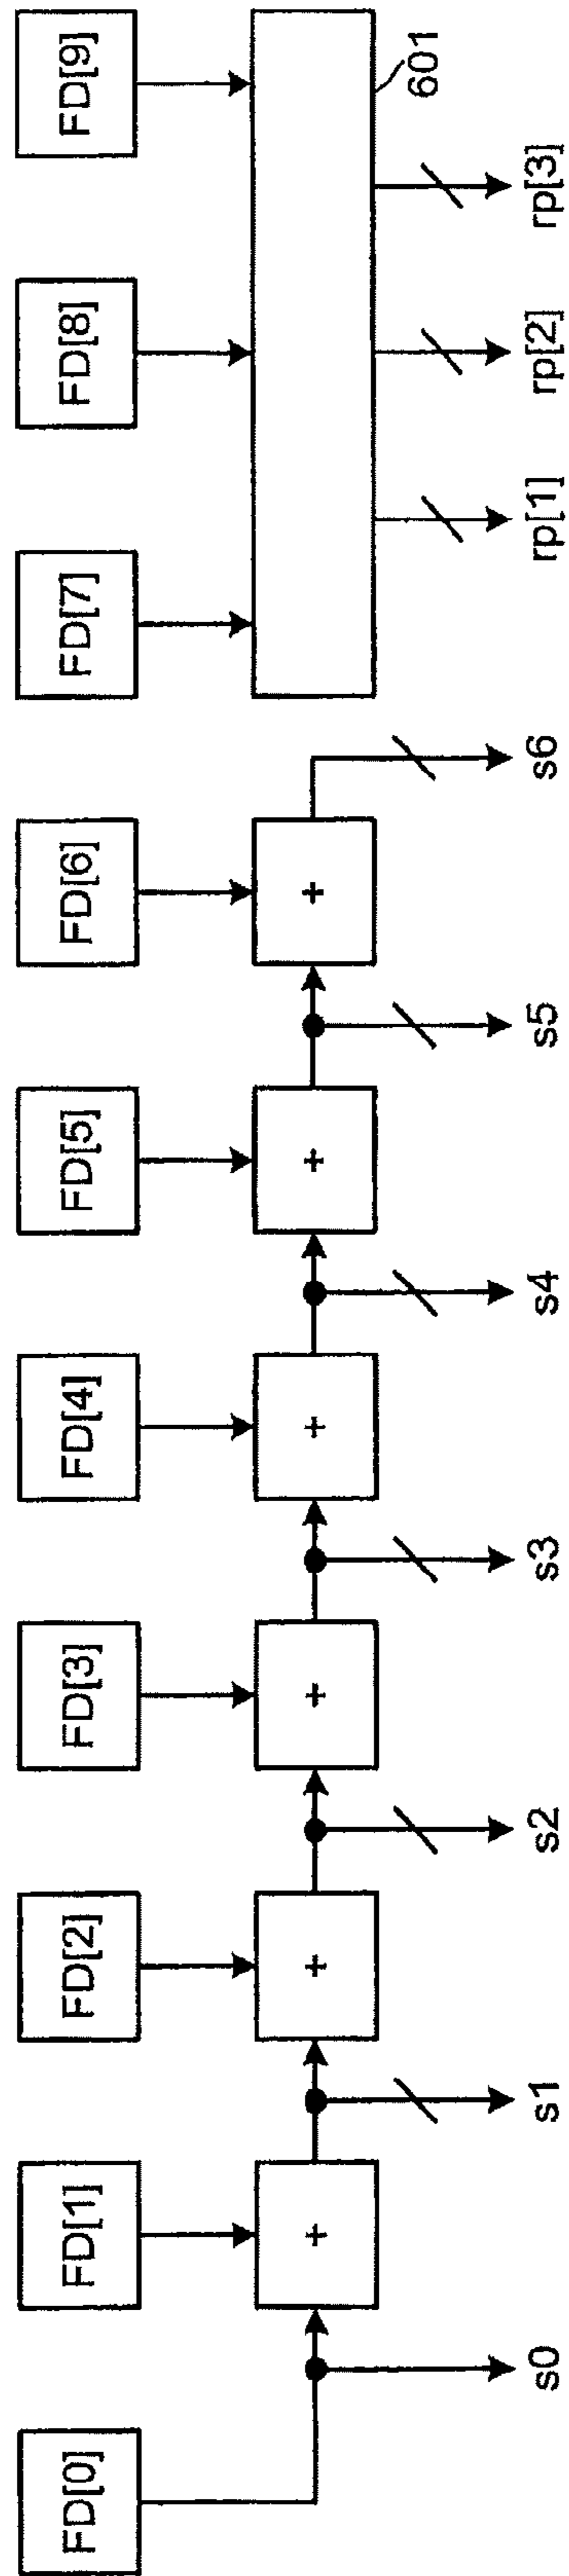 FD[0]
FD[1]
FD[2]
FD[3]
FD[4]
FD[5]
FD[6]
FD[7]
FD[8]
FD[9]
+
+
+
+
+
+
601
s0
s1
s2
s3
s4
s5
s6
rp[1]
rp[2]
rp[3]